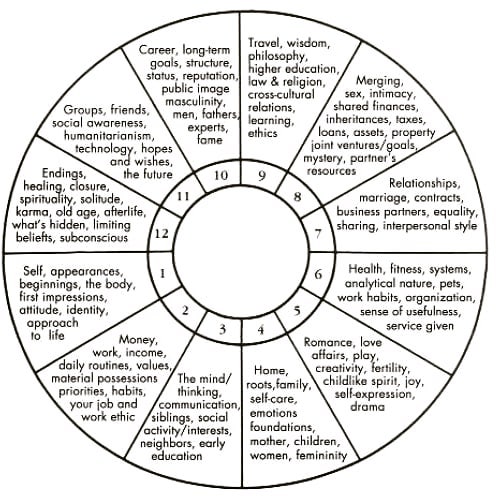 Career, long-term
goals, structure,
status, reputation,
public image
masculinity,
men, fathers,
experts,
fame
10
Travel, wisdom,
philosophy,
higher education,
law & religion,
cross-cultural
relations,
learning,
ethics
9
Merging,
sex, intimacy,
shared finances,
inheritances, taxes,
loans, assets, property
joint ventures/goals,
mystery, partner's
resources
8
Relationships,
marriage, contracts,
business partners, equality,
sharing, interpersonal style
7
Health, fitness, systems,
analytical nature, pets,
work habits, organization,
sense of usefulness,
service given
6
Romance, love
affairs, play,
creativity, fertility,
childlike spirit, joy,
self-expression,
drama
5
Home,
roots,family,
self-care,
emotions
foundations,
mother, children,
women, femininity
4
The mind/
thinking,
communication,
siblings, social
activity/interests,
neighbors, early
education
3
Money,
work, income,
daily routines, values,
material possessions
priorities, habits,
your job and
work ethic
2
Self, appearances,
beginnings, the body,
first impressions,
attitude, identity,
approach
to life
1
Endings,
healing, closure,
spirituality, solitude,
karma, old age, afterlife,
what's hidden, limiting
beliefs, subconscious
12
Groups, friends,
social awareness,
humanitarianism,
technology, hopes
and wishes,
the future
11